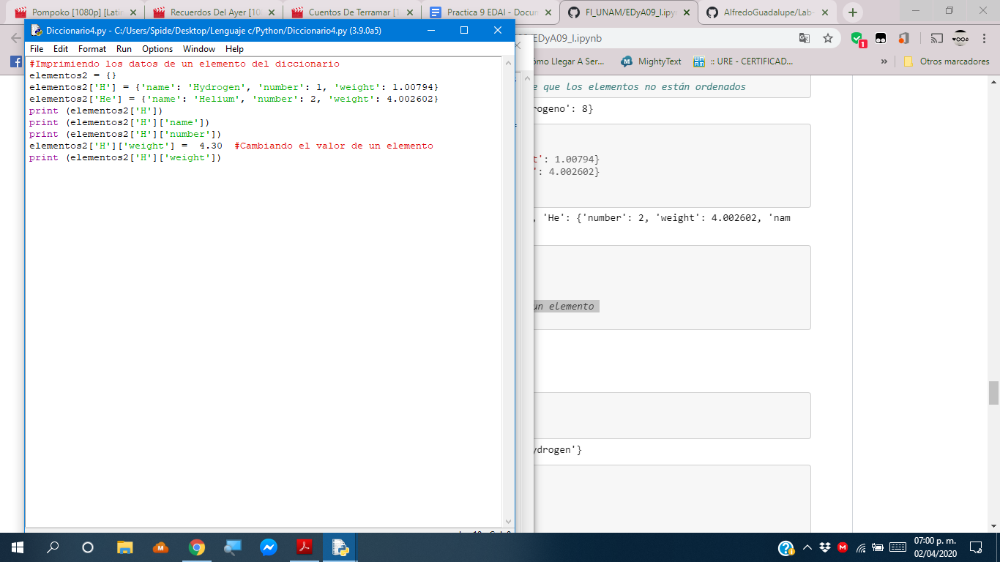 Pompoko [1080p] [Latin
Recuerdos Del Ayer [10
Cuentos De Terramar [1
Practica 9 EDAI - Docum
FI_UNAM/EDyA09_I.ipyn
AlfredoGuadalupe/Lab-
Diccionario4.py - C:/Users/Spide/Desktop/Lenguaje c/Python/Diccionario4.py (3.9.0a5)
EDyA09_I.ipynb
File Edit Format Run Options Window Help
ómo Llegar A Ser... MightyText :: URE - CERTIFICAD... » Otros marcadores
#Imprimiendo los datos de un elemento del diccionario
elementos2 = {}
elementos2['H'] = {'name': 'Hydrogen', 'number': 1, 'weight': 1.00794}
elementos2['He'] = {'name': 'Helium', 'number': 2, 'weight': 4.002602}
print (elementos2['H'])
print (elementos2['H']['name'])
print (elementos2['H']['number'])
elementos2['H']['weight'] =  4.30  #Cambiando el valor de un elemento
print (elementos2['H']['weight'])
e que los elementos no están ordenados
rogeno': 8}
t': 1.00794}
': 4.002602}
, 'He': {'number': 2, 'weight': 4.002602, 'nam
un elemento
ydrogen'}
07:00 p. m.
02/04/2020